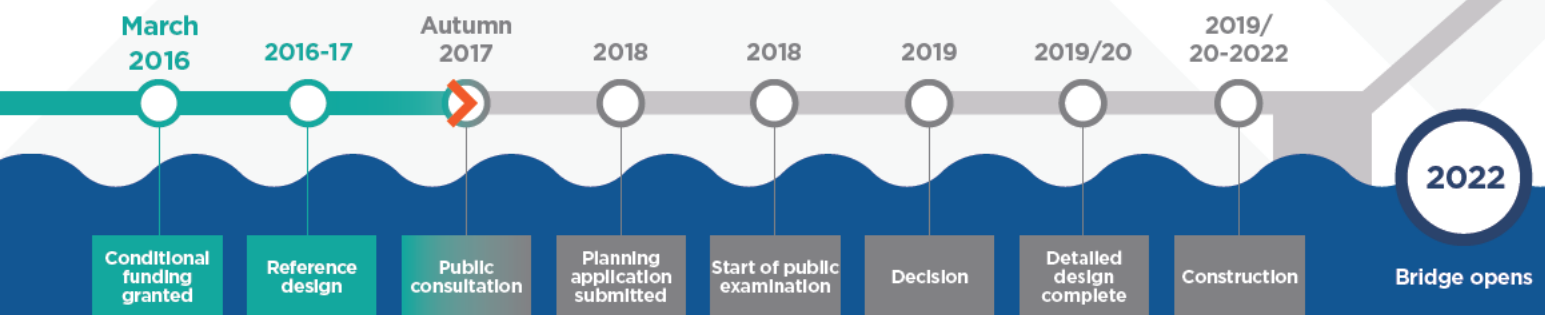 March
2016
2016-17
Autumn
2017
2018
2018
2019
2019/20
2019/
20-2022
2022
Conditional
funding
granted
Reference
design
Public
consultation
Planning
application
submitted
Start of public
examination
Decision
Detailed
design
complete
Construction
Bridge opens